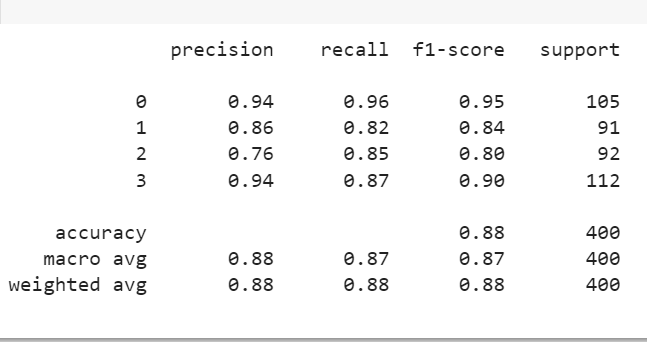 precision recall f1-score support
0 0.94 0.96 0.95 105
1 0.86 0.82 0.84 91
2 0.76 0.85 0.80 92
3 0.94 0.87 0.90 112
accuracy 0.88 400
macro avg 0.88 0.87 0.87 400
weighted avg 0.88 0.88 0.88 400